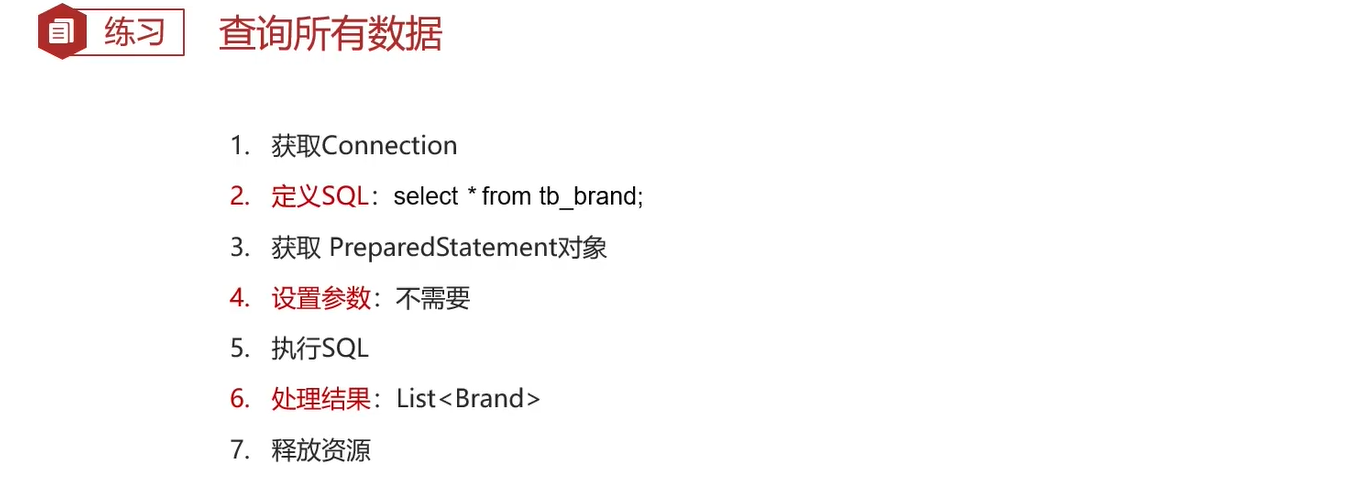 练习 查询所有数据
1. 获取Connection
2. 定义SQL：select * from tb_brand;
3. 获取 PreparedStatement对象
4. 设置参数：不需要
5. 执行SQL
6. 处理结果：List<Brand>
7. 释放资源